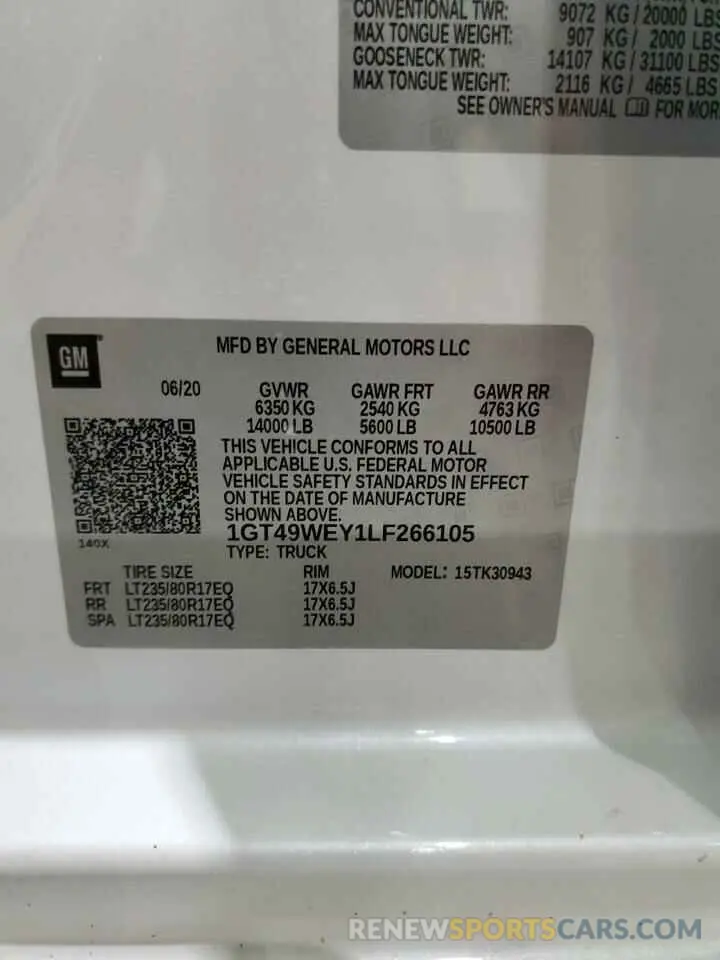 CONVENTIONAL TWR: 9072 KG / 20000 LBS
MAX TONGUE WEIGHT: 907 KG / 2000 LBS
GOOSENECK TWR: 14107 KG / 31100 LBS
MAX TONGUE WEIGHT: 2116 KG / 4665 LBS
SEE OWNER'S MANUAL FOR MOR
GM
MFD BY GENERAL MOTORS LLC
06/20 GVWR GAWR FRT GAWR RR
6350 KG 2540 KG 4763 KG
14000 LB 5600 LB 10500 LB
THIS VEHICLE CONFORMS TO ALL
APPLICABLE U.S. FEDERAL MOTOR
VEHICLE SAFETY STANDARDS IN EFFECT
ON THE DATE OF MANUFACTURE
SHOWN ABOVE.
1GT49WEY1LF266105
140X
TYPE: TRUCK
TIRE SIZE RIM MODEL: 15TK30943
FRT LT235/80R17EQ 17X6.5J
RR LT235/80R17EQ 17X6.5J
SPA LT235/80R17EQ 17X6.5J
RENEWSPORTSCARS.COM